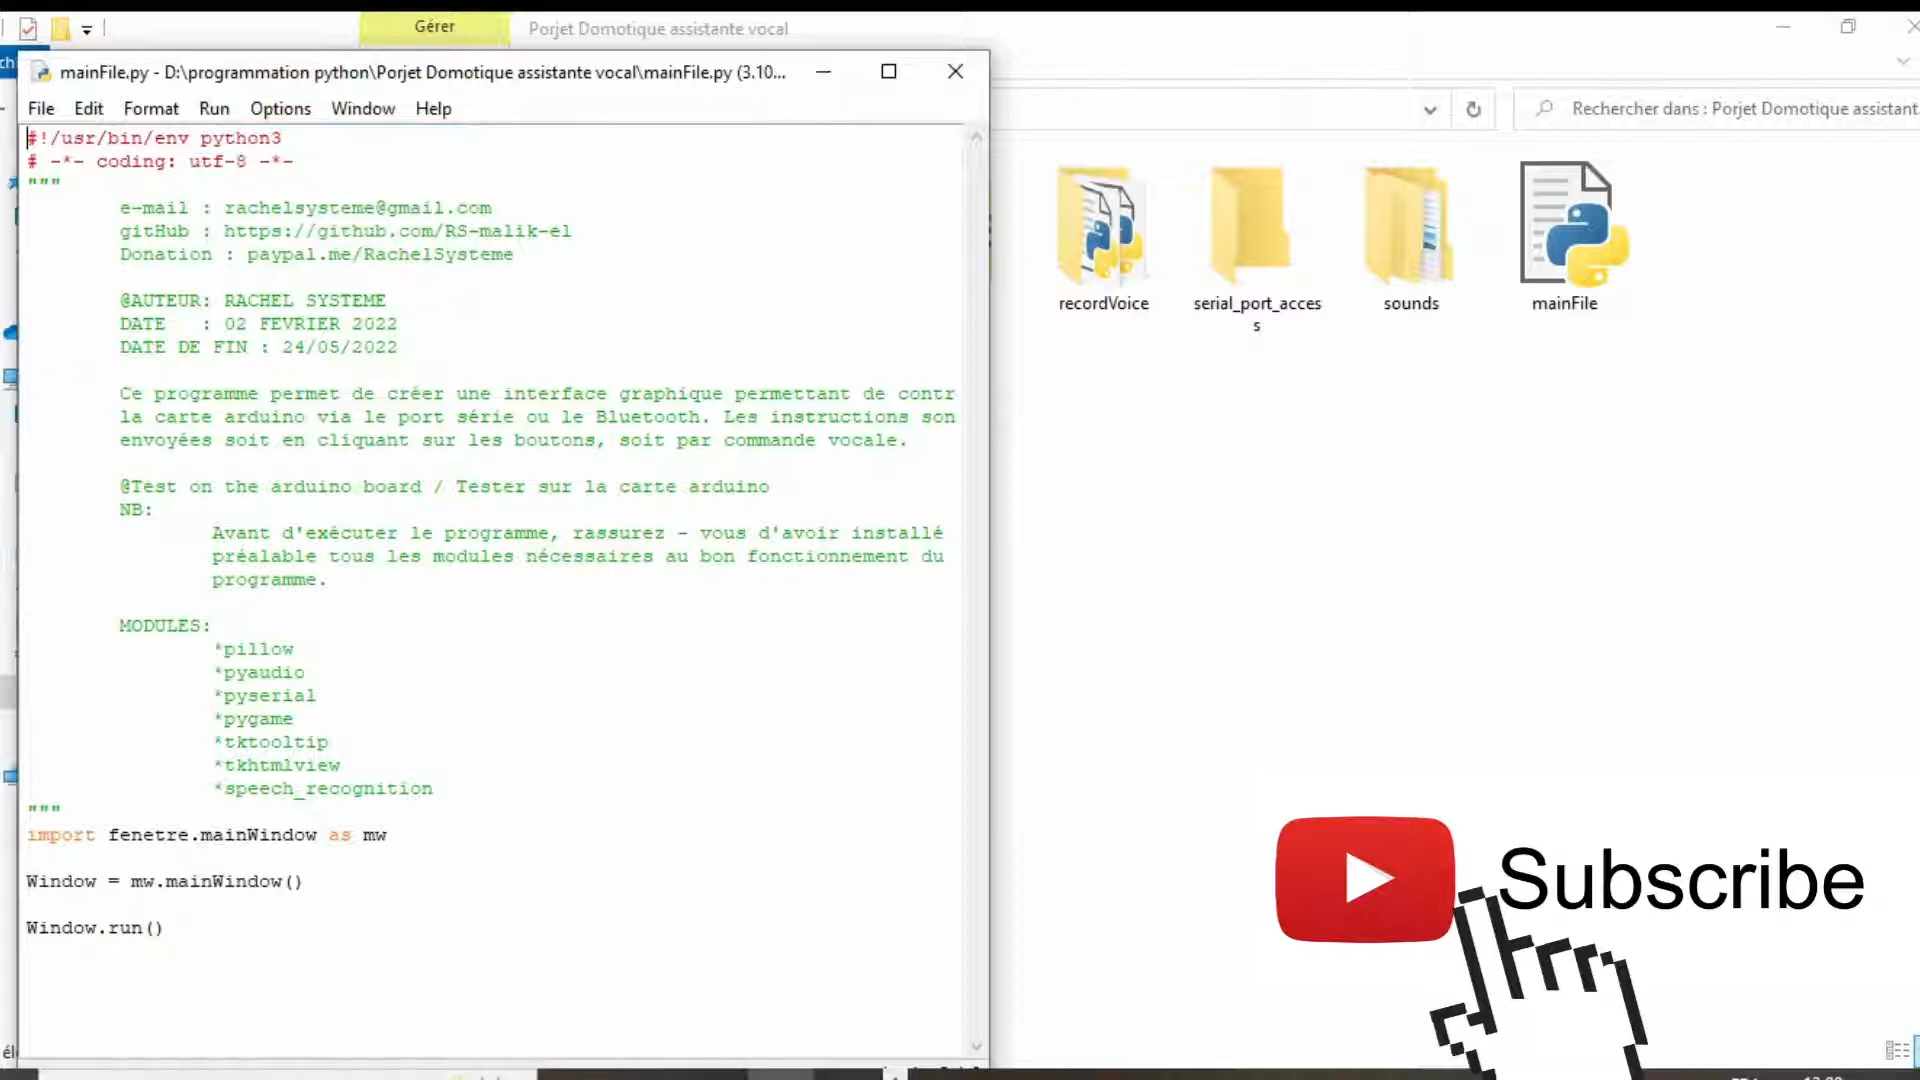 Gérer
Porjet Domotique assistante vocal
mainFile.py - D:\programmation python\Porjet Domotique assistante vocal\mainFile.py (3.10...
File Edit Format Run Options Window Help
Rechercher dans : Porjet Domotique assistant
#!/usr/bin/env python3
# -*- coding: utf-8 -*-
"""
e-mail : rachelsysteme@gmail.com
gitHub : https://github.com/RS-malik-el
Donation : paypal.me/RachelSysteme
@AUTEUR: RACHEL SYSTEME
DATE : 02 FEVRIER 2022
DATE DE FIN : 24/05/2022
Ce programme permet de créer une interface graphique permettant de contr
la carte arduino via le port série ou le Bluetooth. Les instructions son
envoyées soit en cliquant sur les boutons, soit par commande vocale.
@Test on the arduino board / Tester sur la carte arduino
NB:
Avant d'exécuter le programme, rassurez - vous d'avoir installé
préalable tous les modules nécessaires au bon fonctionnement du
programme.
MODULES:
*pillow
*pyaudio
*pyserial
*pygame
*tktooltip
*tkhtmlview
*speech_recognition
"""
import fenetre.mainWindow as mw
Window = mw.mainWindow()
Window.run()
recordVoice
serial_port_acces
s
sounds
mainFile
Subscribe